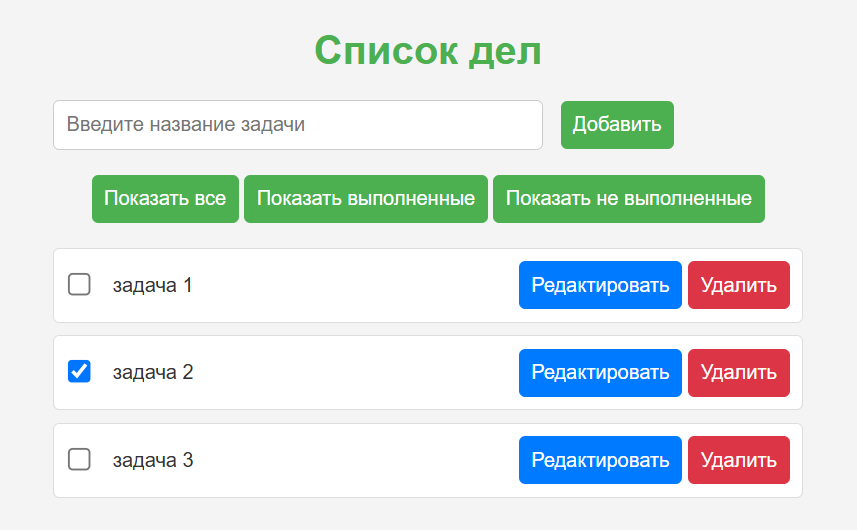 Список дел
Введите название задачи Добавить
Показать все Показать выполненные Показать не выполненные
задача 1 Редактировать Удалить
задача 2 Редактировать Удалить
задача 3 Редактировать Удалить